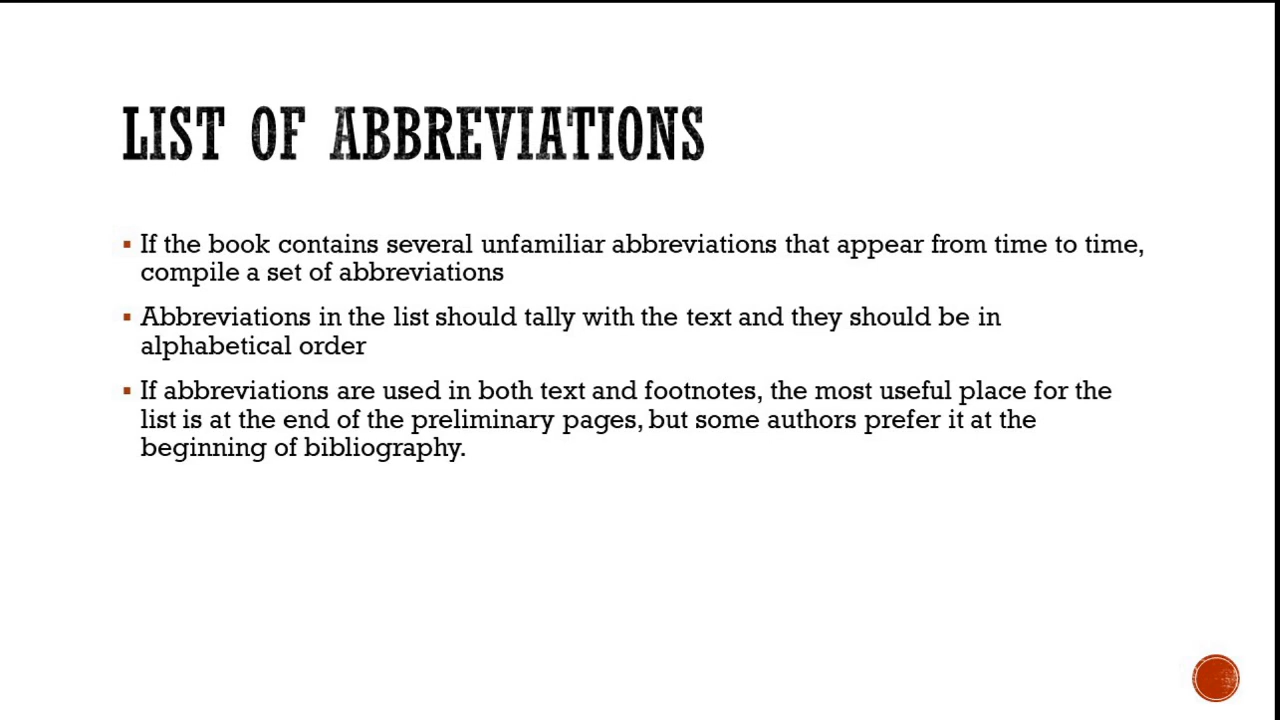 LIST OF ABBREVIATIONS
▪ If the book contains several unfamiliar abbreviations that appear from time to time,
compile a set of abbreviations
▪ Abbreviations in the list should tally with the text and they should be in
alphabetical order
▪ If abbreviations are used in both text and footnotes, the most useful place for the
list is at the end of the preliminary pages, but some authors prefer it at the
beginning of bibliography.